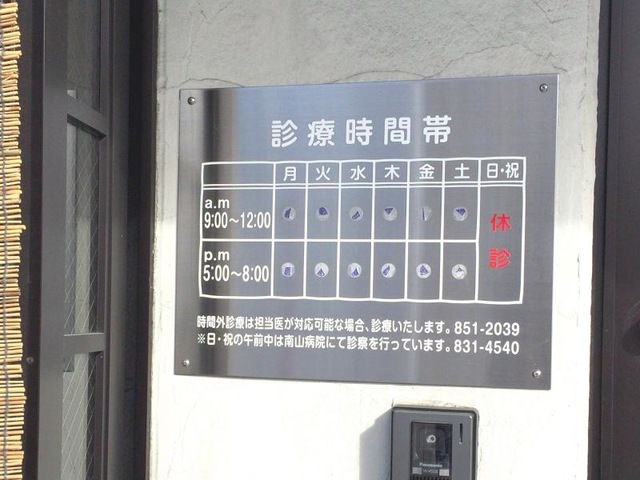 診療時間帯
月 火 水 木 金 土 日・祝
a.m
9:00～12:00
休診
p.m
5:00～8:00
時間外診療は担当医が対応可能な場合、診療いたします。851-2039
※日・祝の午前中は南山病院にて診察を行っています。831-4540
Panasonic